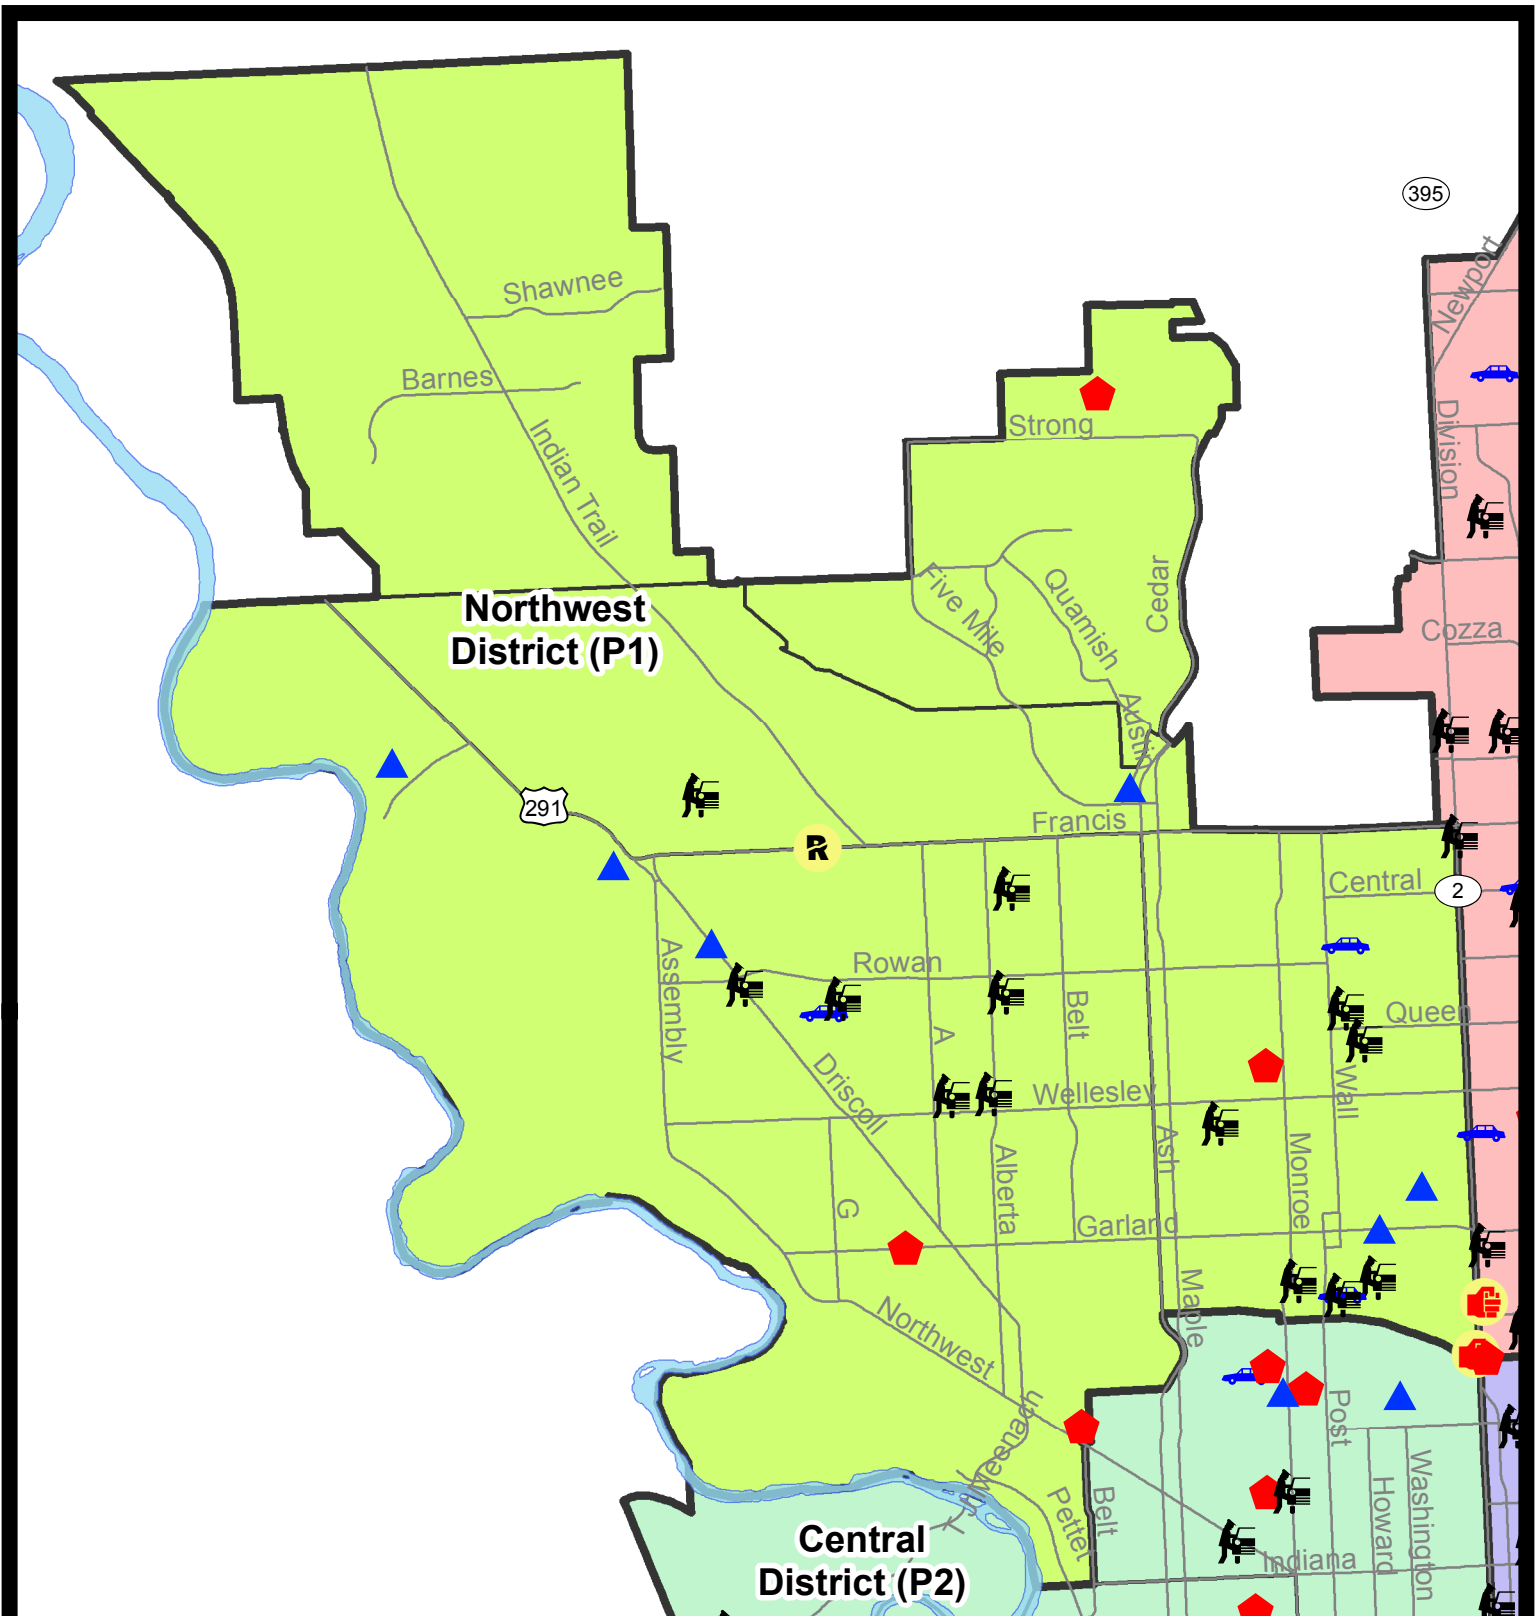 395
Newport
Shawnee
Barnes
Strong
Division
Indian Trail
Five Mile
Quamish
Cedar
Cozza
Northwest
District (P1)
Austin
291
Francis
R
Central
2
Assembly
Rowan
A
Belt
Queen
Driscoll
Wellesley
Wall
Ash
Monroe
Alberta
G
Garland
Maple
Northwest
Post
T J Meenach
Pettet
Belt
Howard
Washington
Central
District (P2)
Indiana